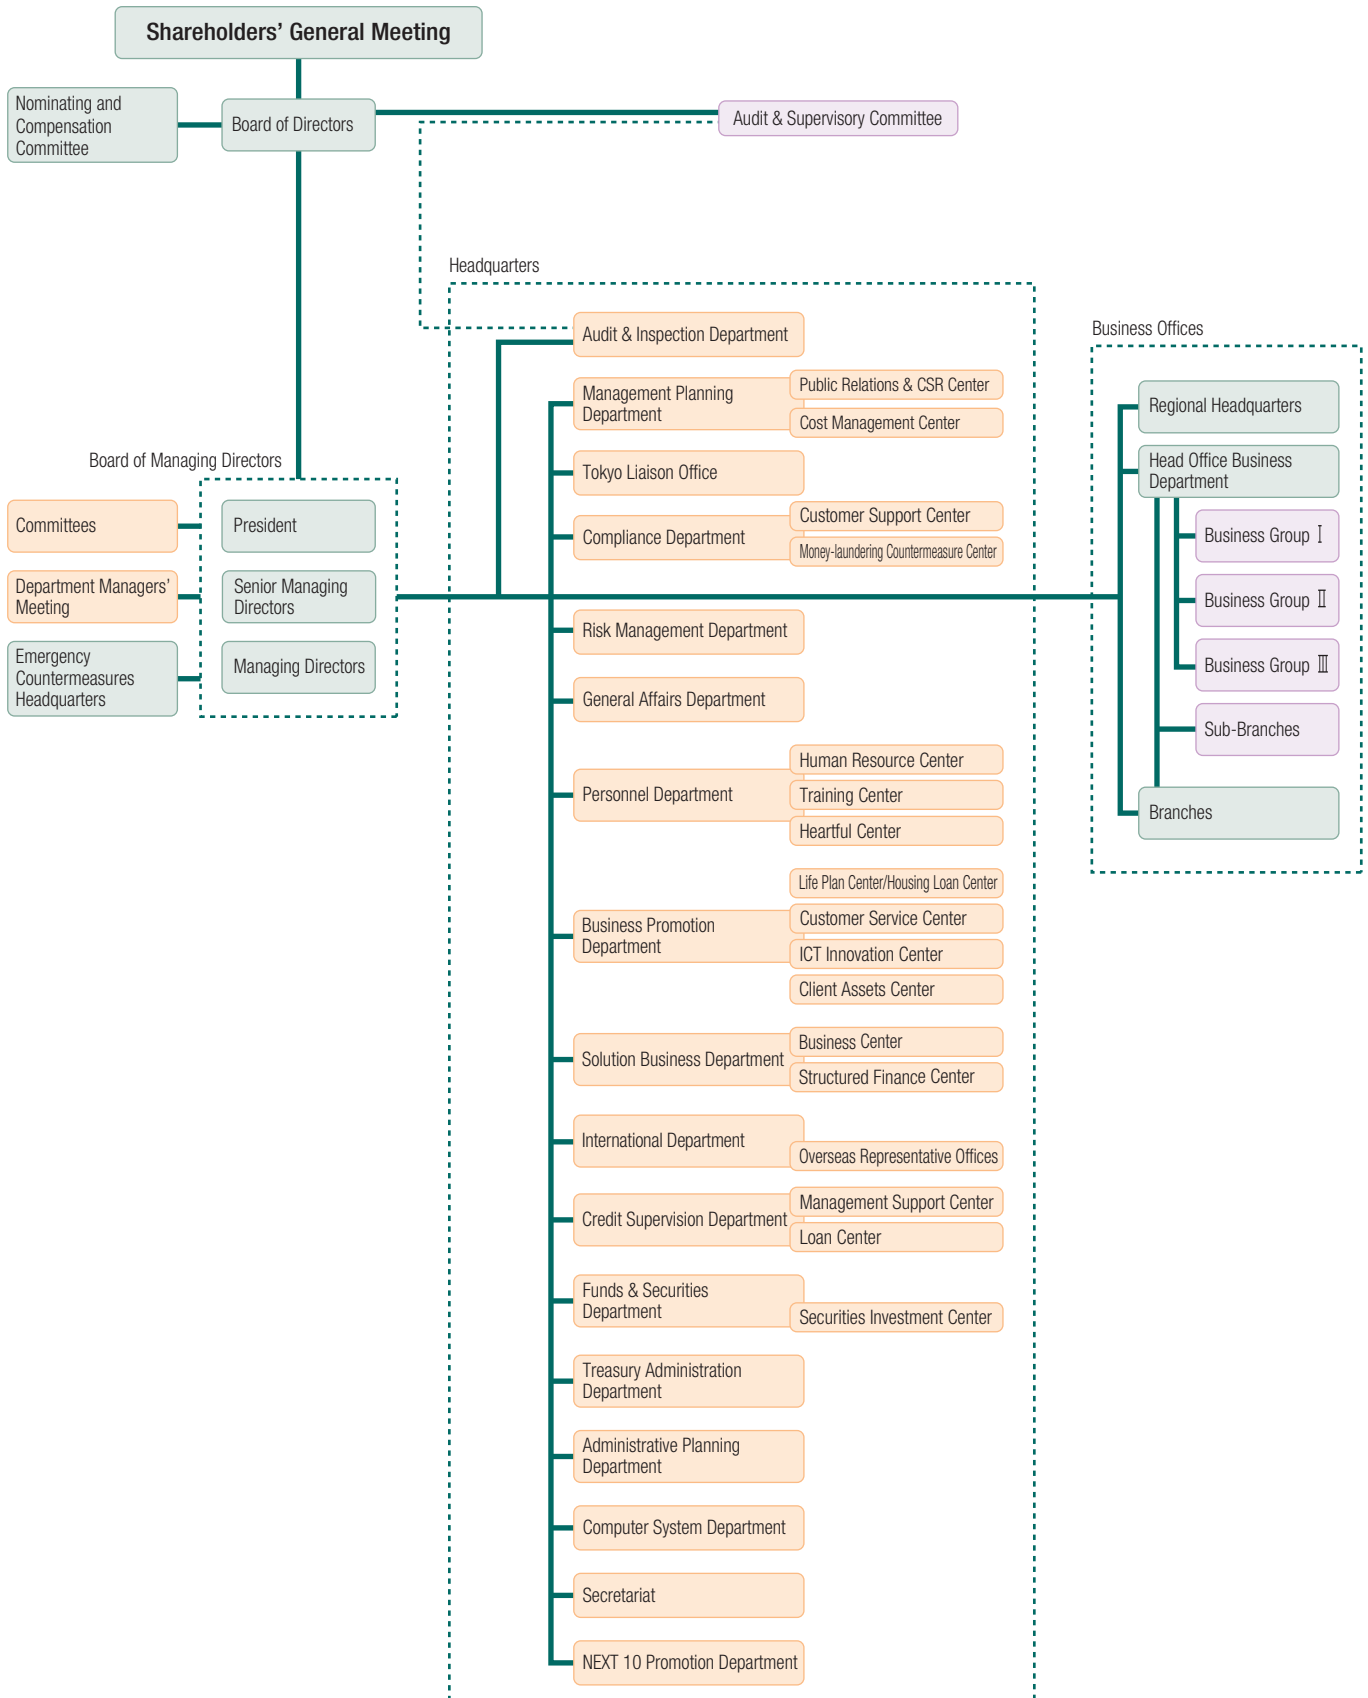 Shareholders’ General Meeting
Nominating and
Compensation
Committee
Board of Directors
Audit & Supervisory Committee
Headquarters
Audit & Inspection Department
Management Planning
Department
Public Relations & CSR Center
Cost Management Center
Tokyo Liaison Office
Compliance Department
Customer Support Center
Money-laundering Countermeasure Center
Board of Managing Directors
Committees
President
Department Managers’
Meeting
Senior Managing
Directors
Emergency
Countermeasures
Headquarters
Managing Directors
Risk Management Department
General Affairs Department
Personnel Department
Human Resource Center
Training Center
Heartful Center
Business Promotion
Department
Life Plan Center/Housing Loan Center
Customer Service Center
ICT Innovation Center
Client Assets Center
Solution Business Department
Business Center
Structured Finance Center
International Department
Overseas Representative Offices
Credit Supervision Department
Management Support Center
Loan Center
Funds & Securities
Department
Securities Investment Center
Treasury Administration
Department
Administrative Planning
Department
Computer System Department
Secretariat
NEXT 10 Promotion Department
Business Offices
Regional Headquarters
Head Office Business
Department
Business Group Ⅰ
Business Group Ⅱ
Business Group Ⅲ
Sub-Branches
Branches